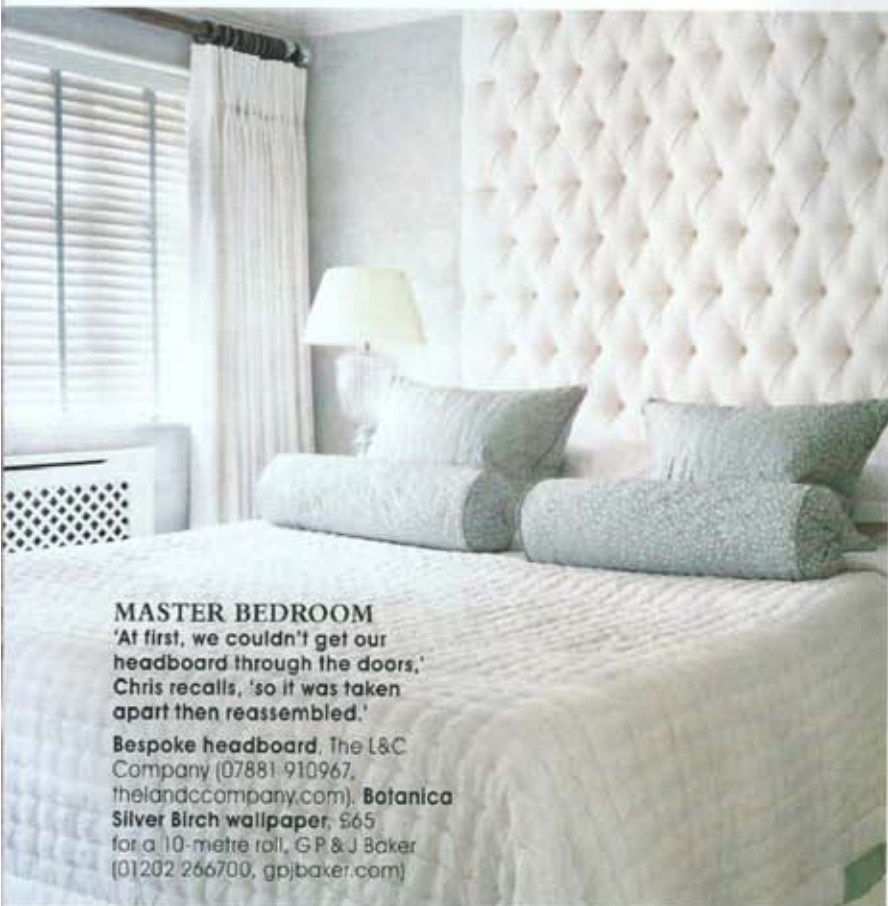 MASTER BEDROOM
'At first, we couldn't get our
headboard through the doors,'
Chris recalls, 'so it was taken
apart then reassembled.'
Bespoke headboard, The L&C
Company (07881 910967,
thelandccompany.com). Botanica
Silver Birch wallpaper, £65
for a 10-metre roll, G P & J Baker
(01202 266700, gpjbaker.com)